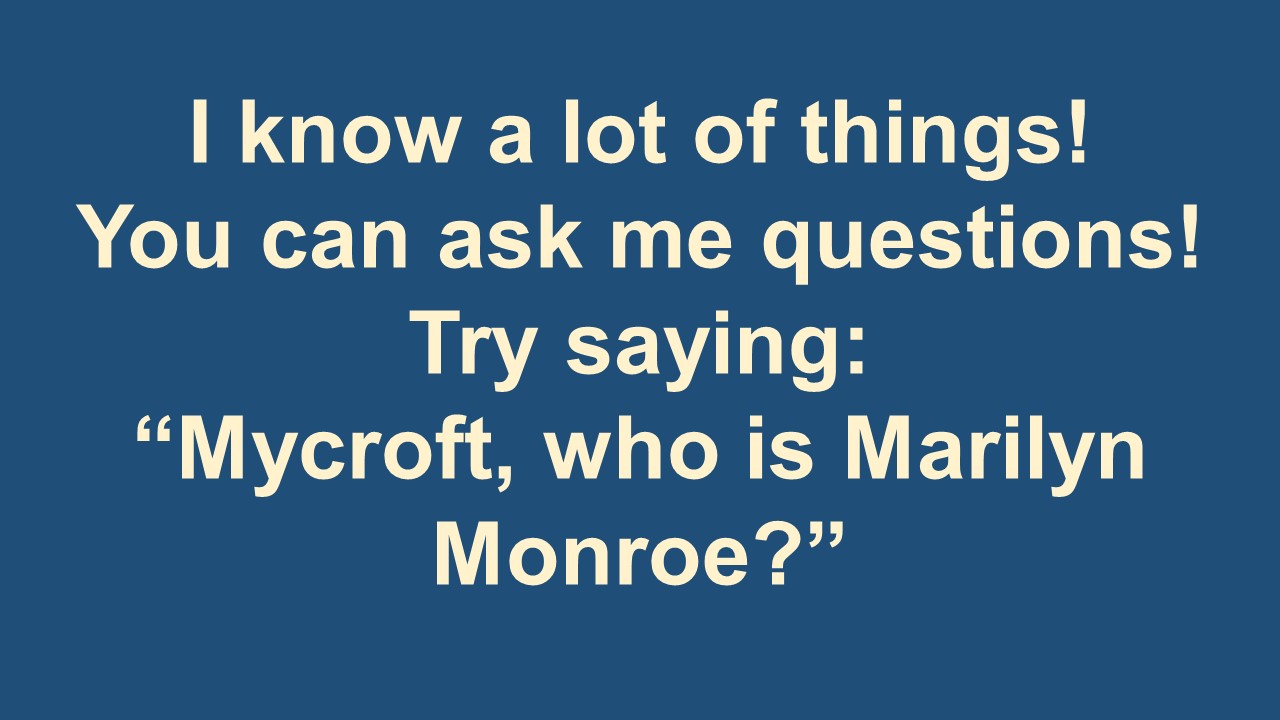 I know a lot of things!
You can ask me questions!
Try saying:
“Mycroft, who is Marilyn
Monroe?”